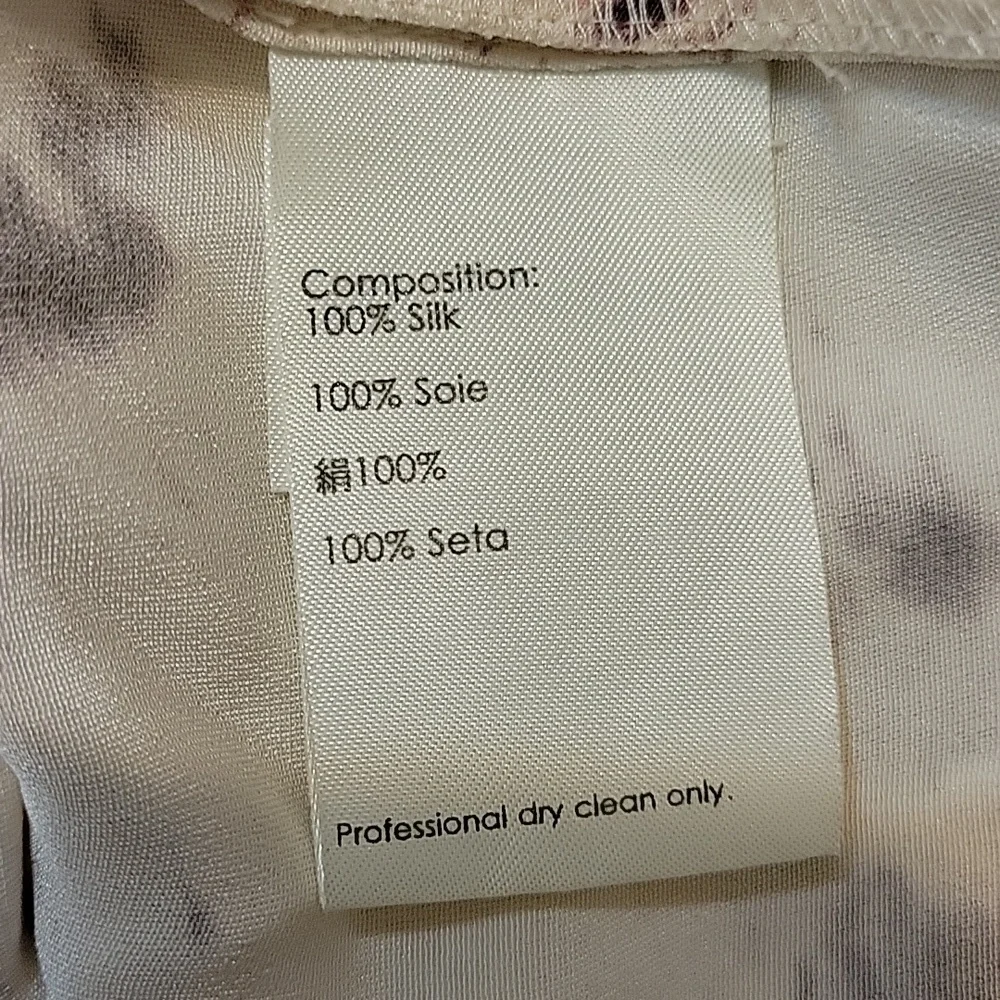 Composition:
100% Silk
100% Soie
絹100%
100% Seta
Professional dry clean only.